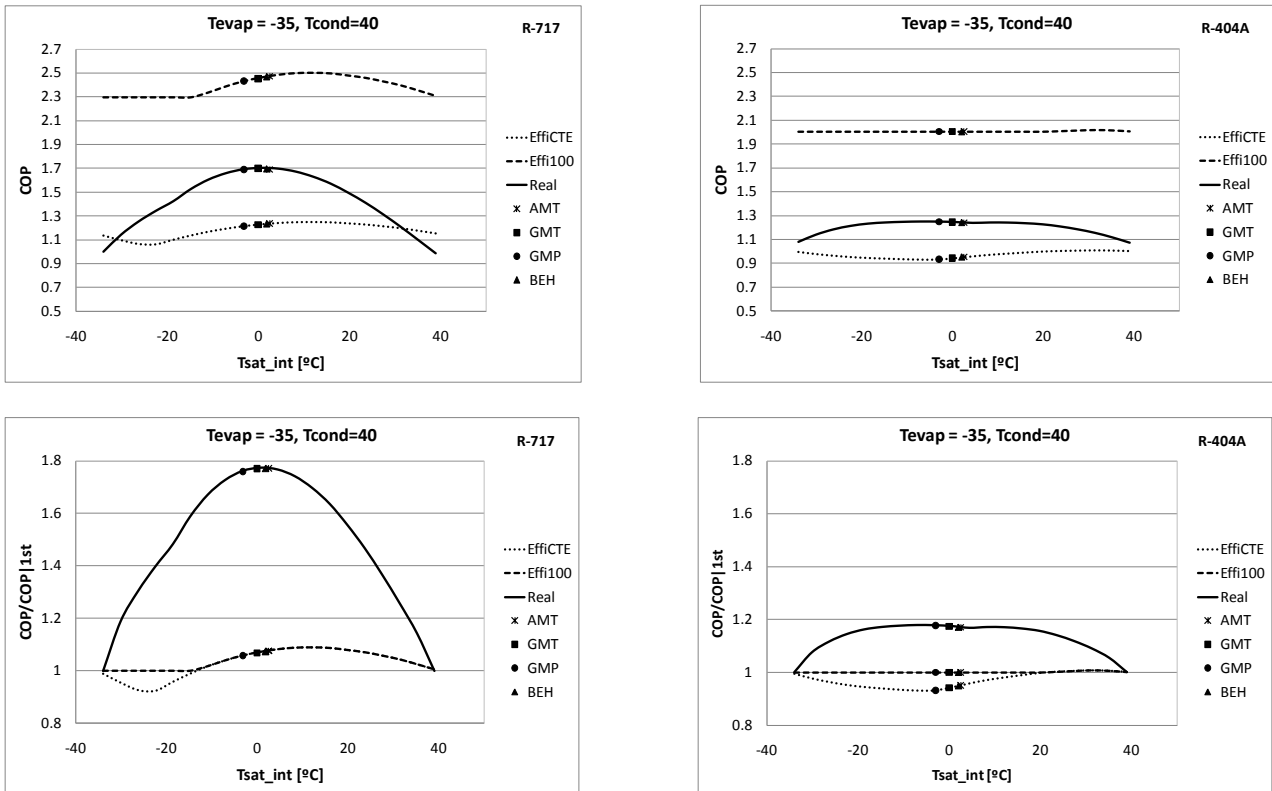 Tevap = -35, Tcond=40
R-717
2.7
2.5
2.3
2.1
1.9
1.7
1.5
1.3
1.1
0.9
0.7
0.5
COP
-40
-20
0
20
40
Tsat_int [ºC]
EffiCTE
Effi100
Real
AMT
GMT
GMP
BEH
Tevap = -35, Tcond=40
R-404A
2.7
2.5
2.3
2.1
1.9
1.7
1.5
1.3
1.1
0.9
0.7
0.5
COP
-40
-20
0
20
40
Tsat_int [ºC]
EffiCTE
Effi100
Real
AMT
GMT
GMP
BEH
Tevap = -35, Tcond=40
R-717
1.8
1.6
1.4
1.2
1
0.8
COP/COP|1st
-40
-20
0
20
40
Tsat_int [ºC]
EffiCTE
Effi100
Real
AMT
GMT
GMP
BEH
Tevap = -35, Tcond=40
R-404A
1.8
1.6
1.4
1.2
1
0.8
COP/COP|1st
-40
-20
0
20
40
Tsat_int [ºC]
EffiCTE
Effi100
Real
AMT
GMT
GMP
BEH